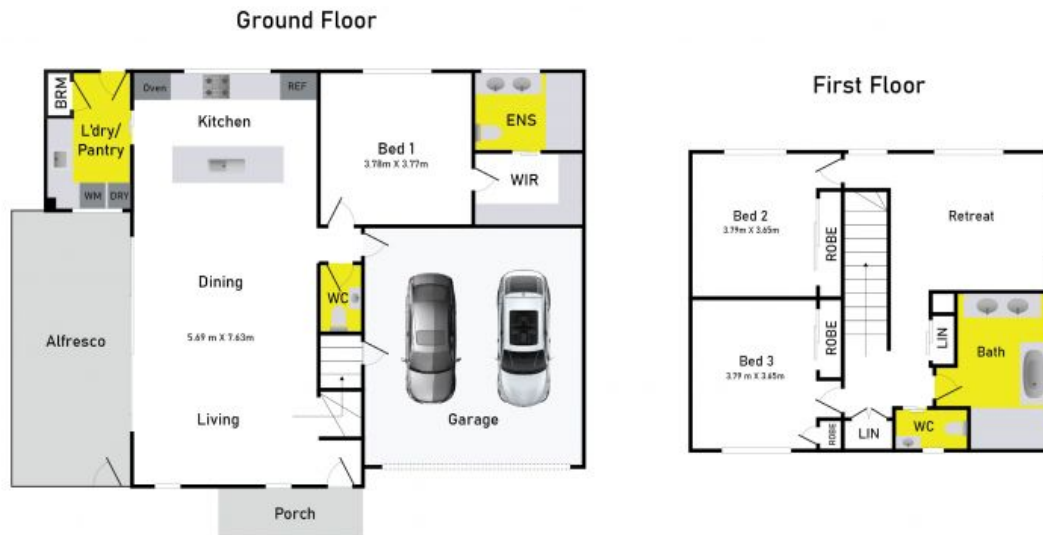 Ground Floor
BRM
Oven
REF
Kitchen
L'dry/
Pantry
WM
DRY
Bed 1
3.78m X 3.77m
ENS
WIR
Dining
WC
5.69 m X 7.63m
Alfresco
Living
Garage
Porch
First Floor
Bed 2
3.79m X 3.65m
ROBE
Retreat
Bed 3
3.79 m X 3.65m
ROBE
LIN
Bath
ROBE
LIN
WC